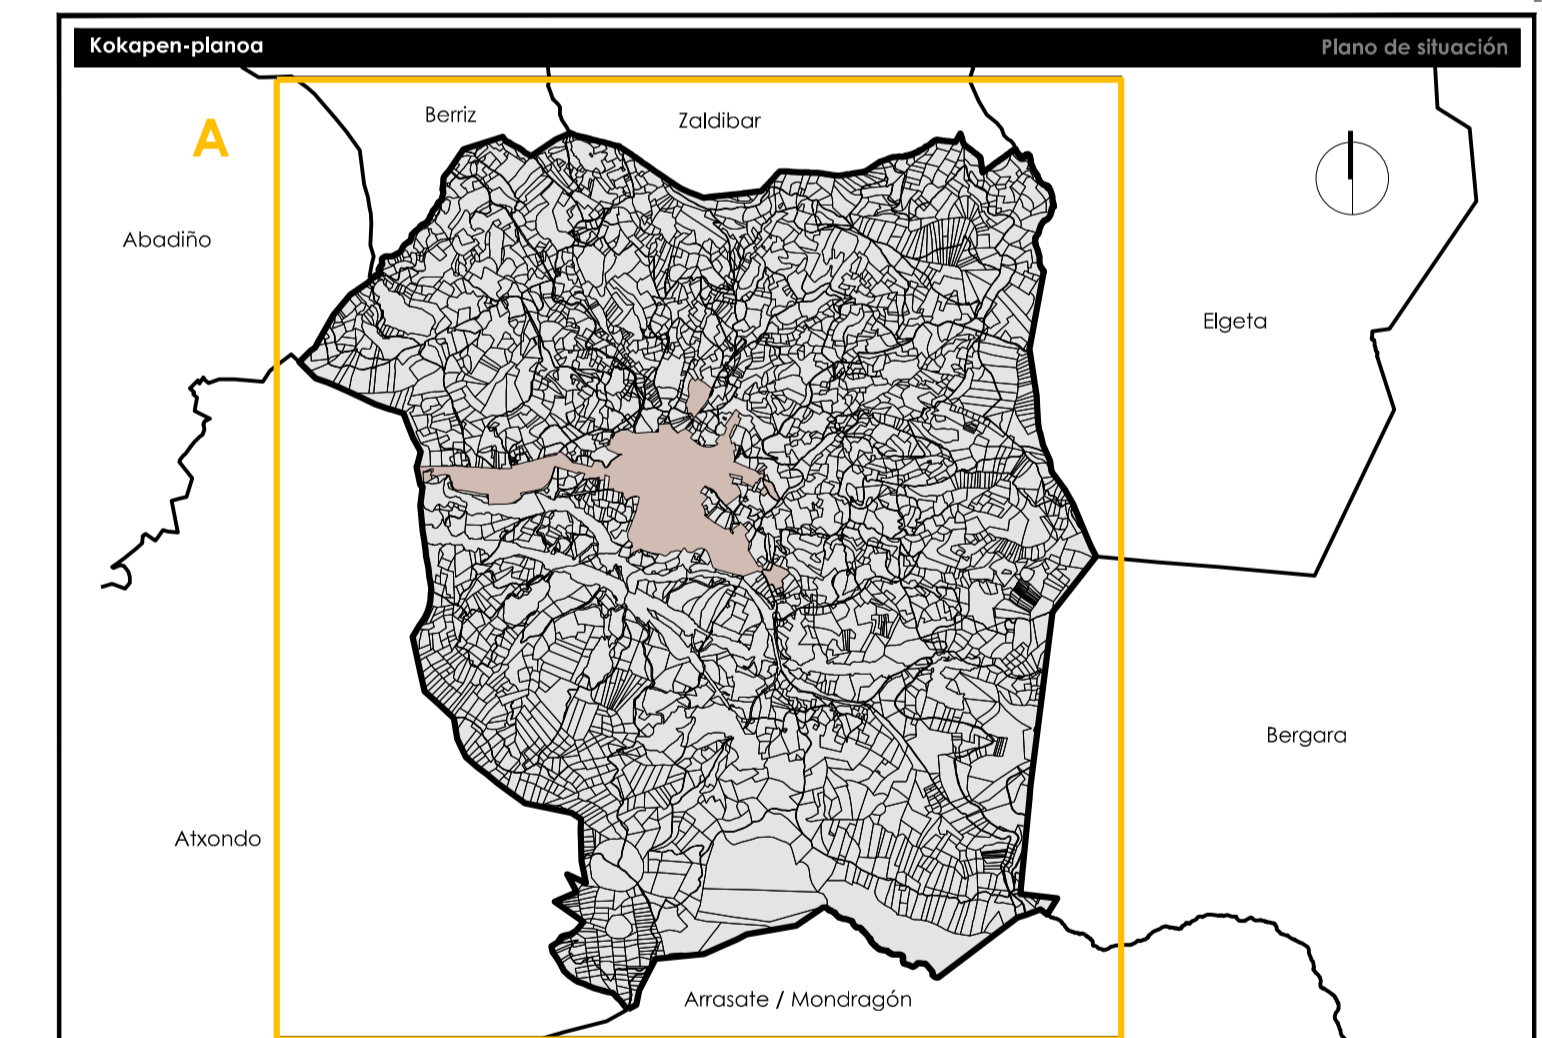 Kokapen-planoa
Plano de situación
Berriz
Zaldibar
A
Abadiño
Elgeta
Bergara
Atxondo
Arrasate / Mondragón